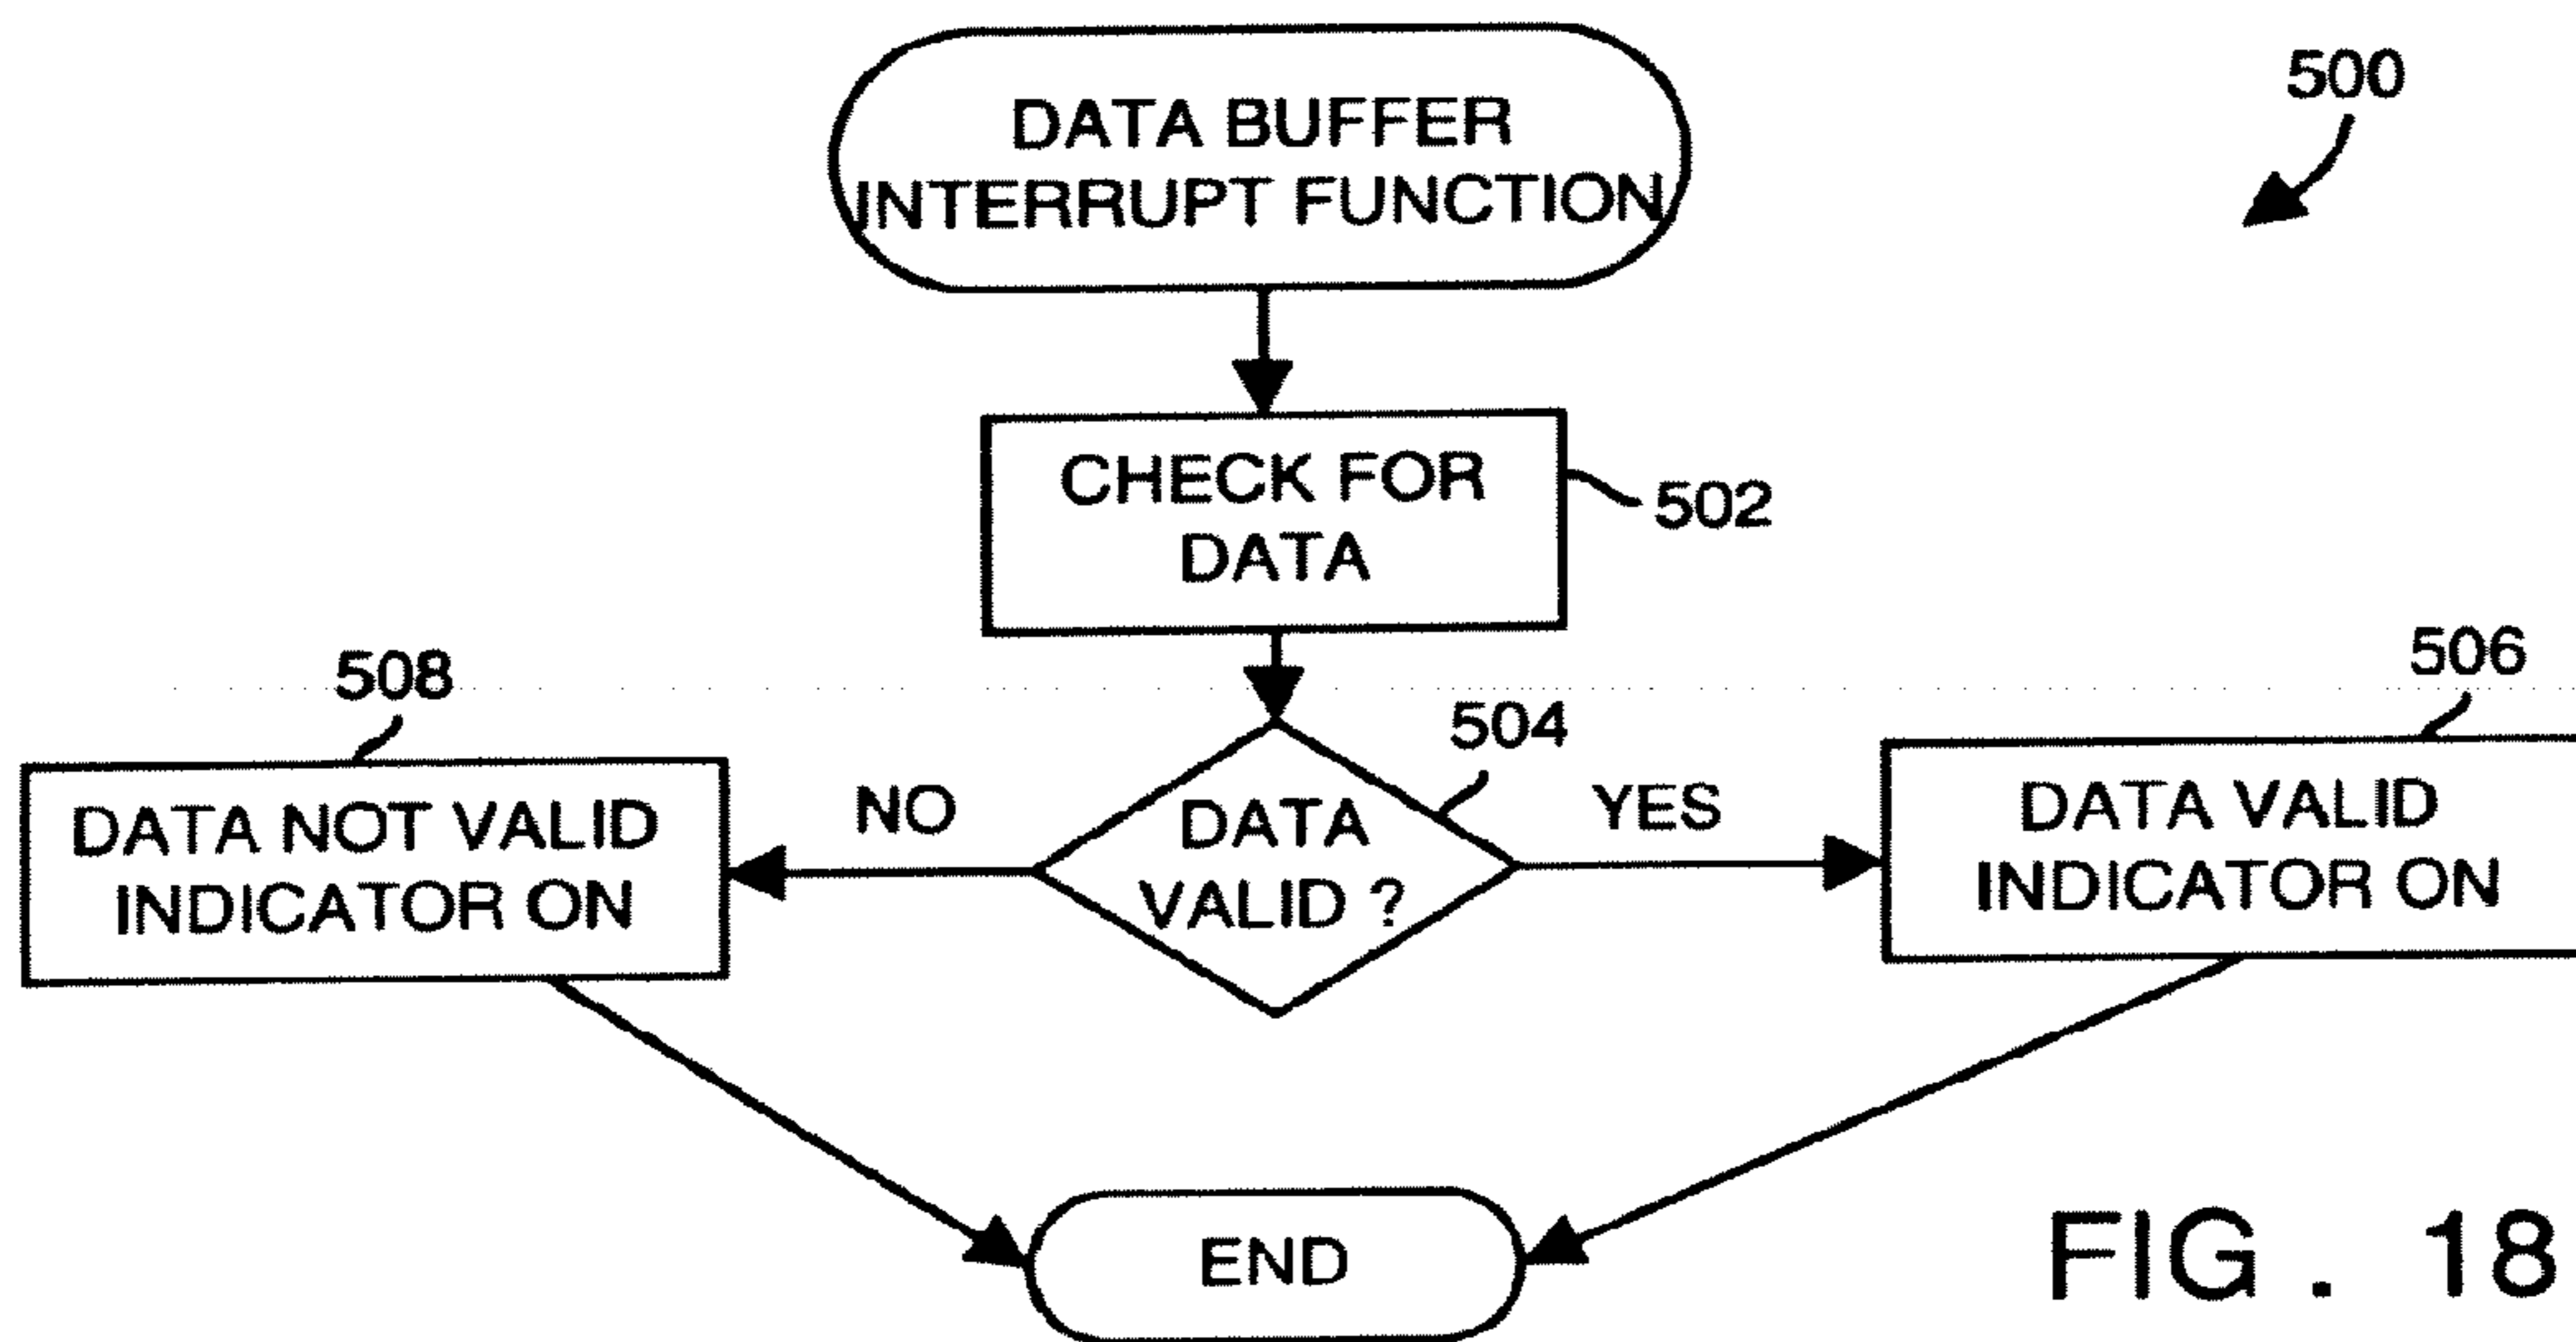 DATA BUFFER
INTERRUPT FUNCTION
500
CHECK FOR
DATA
502
508
504
506
DATA NOT VALID
INDICATOR ON
NO
DATA
VALID ?
YES
DATA VALID
INDICATOR ON
END
FIG . 18